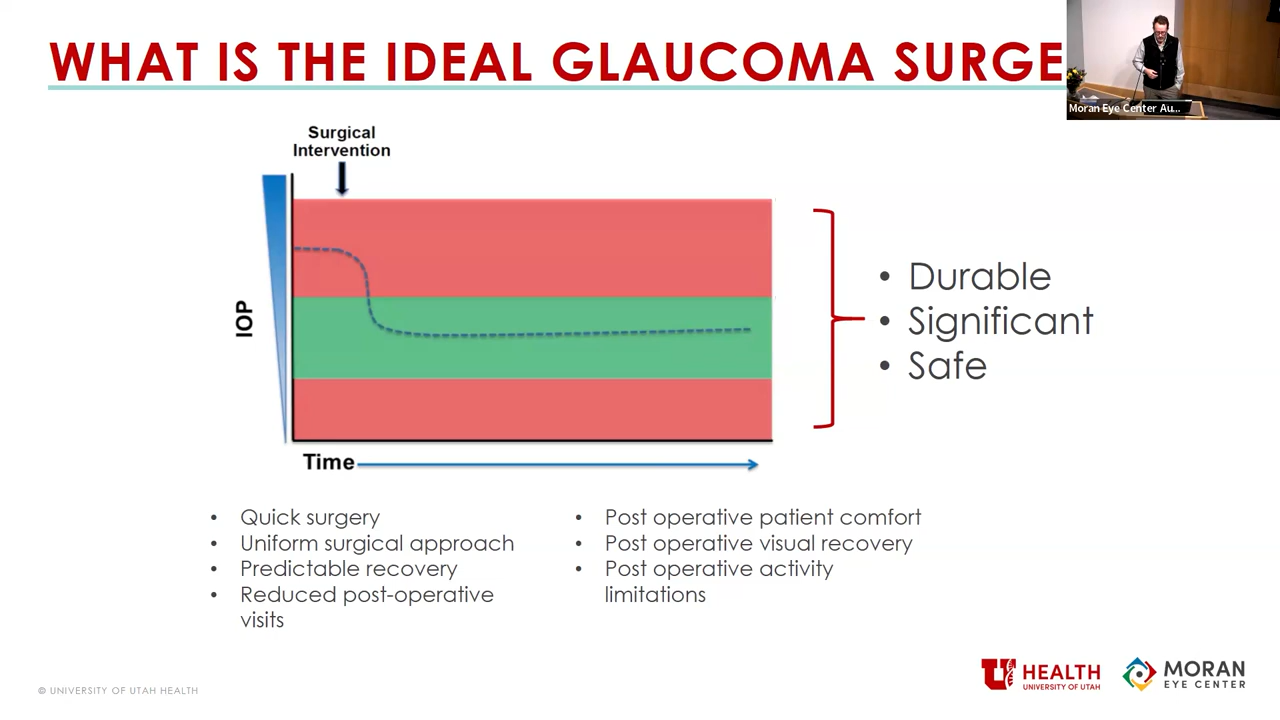 WHAT IS THE IDEAL GLAUCOMA SURGE
Moran Eye Center Au...
Surgical
Intervention
IOP
Time
• Durable
• Significant
• Safe
• Quick surgery
• Uniform surgical approach
• Predictable recovery
• Reduced post-operative
visits
• Post operative patient comfort
• Post operative visual recovery
• Post operative activity
limitations
© UNIVERSITY OF UTAH HEALTH
U HEALTH
UNIVERSITY OF UTAH
MORAN
EYE CENTER